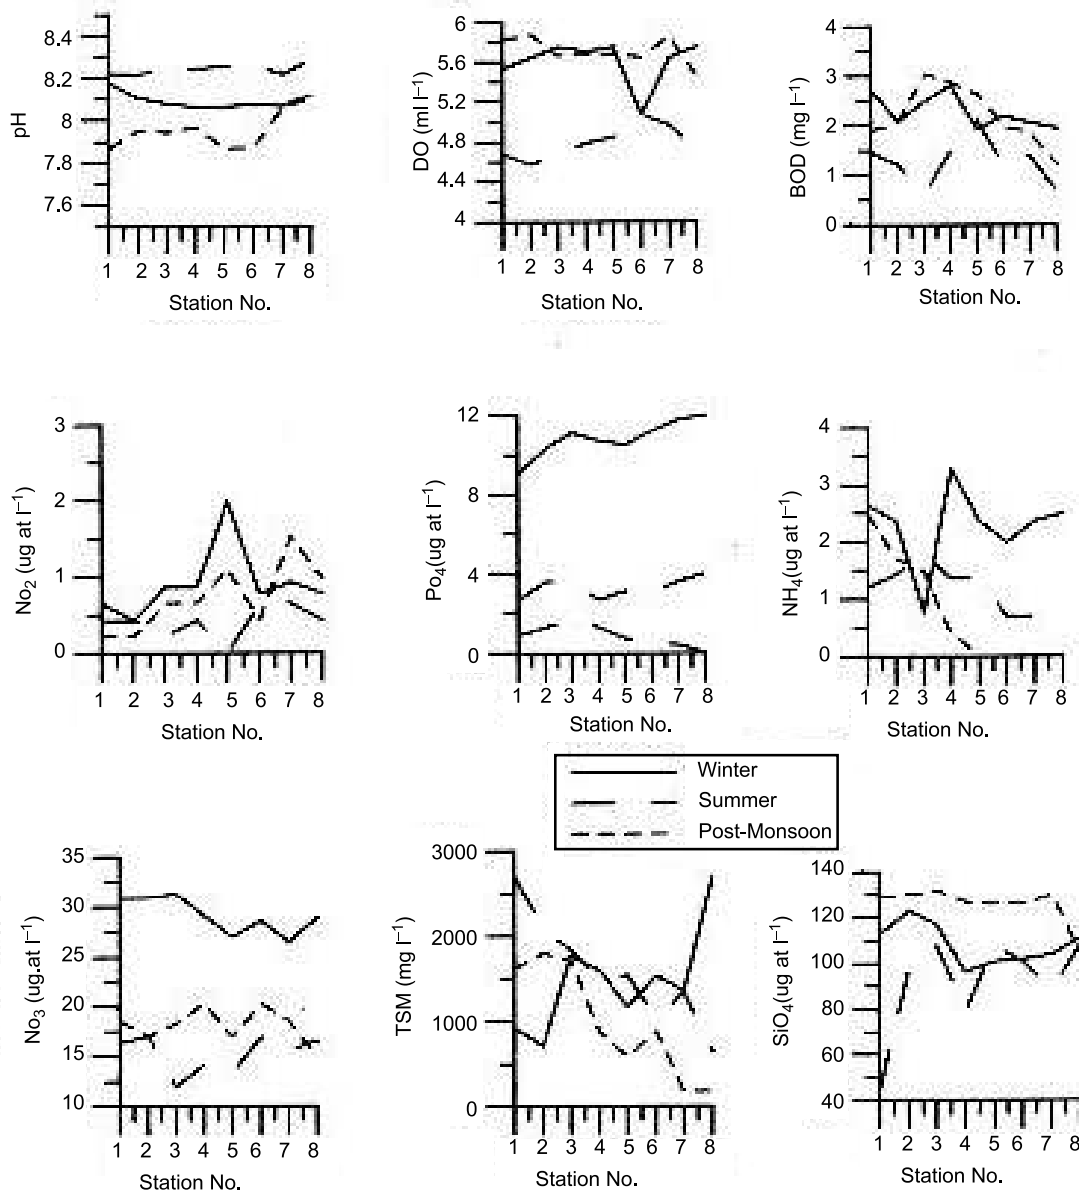 8.4
8.2
8
7.8
7.6
pH
1 2 3 4 5 6 7 8
Station No.
6
5.6
5.2
4.8
4.4
4
DO (ml l⁻¹)
1 2 3 4 5 6 7 8
Station No.
4
3
2
1
0
BOD (mg l⁻¹)
1 2 3 4 5 6 7 8
Station No.
3
2
1
0
No₂ (ug at l⁻¹)
1 2 3 4 5 6 7 8
Station No.
12
8
4
0
Po₄(ug at l⁻¹)
1 2 3 4 5 6 7 8
Station No.
4
3
2
1
0
NH₄(ug at l⁻¹)
1 2 3 4 5 6 7 8
Station No.
Winter
Summer
Post-Monsoon
35
30
25
20
15
10
No₃ (ug.at l⁻¹)
1 2 3 4 5 6 7 8
Station No.
3000
2000
1000
0
TSM (mg l⁻¹)
1 2 3 4 5 6 7 8
Station No.
140
120
100
80
60
40
SiO₄(ug at l⁻¹)
1 2 3 4 5 6 7 8
Station No.